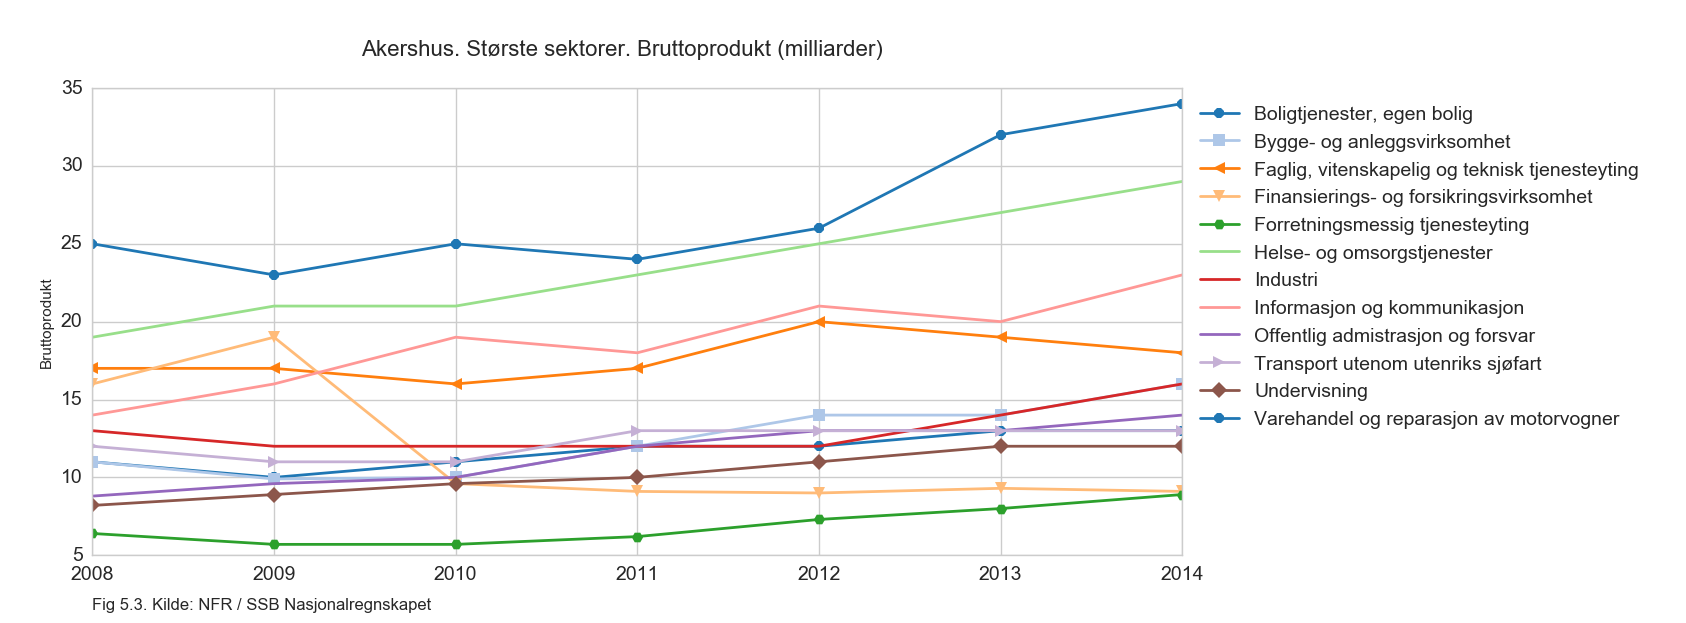 Akershus. Største sektorer. Bruttoprodukt (milliarder)
35
30
25
20
15
10
5
Bruttoprodukt
2008 2009 2010 2011 2012 2013 2014
Boligtjenester, egen bolig
Bygge- og anleggsvirksomhet
Faglig, vitenskapelig og teknisk tjenesteyting
Finansierings- og forsikringsvirksomhet
Forretningsmessig tjenesteyting
Helse- og omsorgstjenester
Industri
Informasjon og kommunikasjon
Offentlig admistrasjon og forsvar
Transport utenom utenriks sjøfart
Undervisning
Varehandel og reparasjon av motorvogner
Fig 5.3. Kilde: NFR / SSB Nasjonalregnskapet